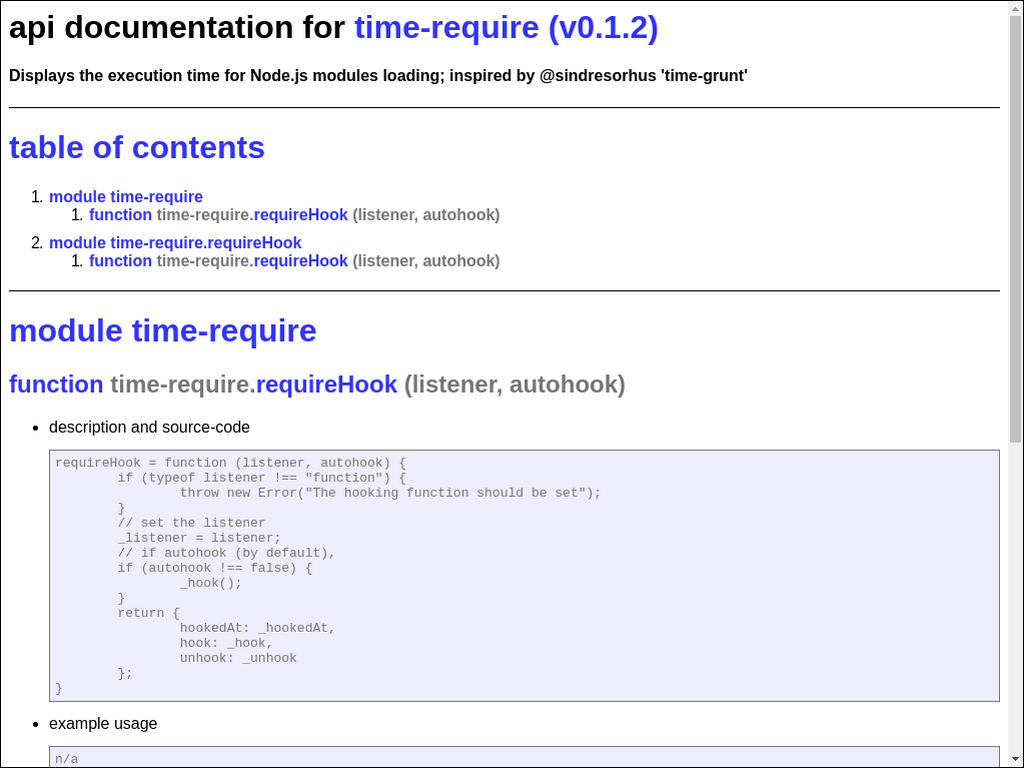 api documentation for time-require (v0.1.2)
Displays the execution time for Node.js modules loading; inspired by @sindresorhus 'time-grunt'
table of contents
1. module time-require
1. function time-require.requireHook (listener, autohook)
2. module time-require.requireHook
1. function time-require.requireHook (listener, autohook)
module time-require
function time-require.requireHook (listener, autohook)
• description and source-code
requireHook = function (listener, autohook) {
        if (typeof listener !== "function") {
                throw new Error("The hooking function should be set");
        }
        // set the listener
        _listener = listener;
        // if autohook (by default),
        if (autohook !== false) {
                _hook();
        }
        return {
                hookedAt: _hookedAt,
                hook: _hook,
                unhook: _unhook
        };
}
• example usage
n/a